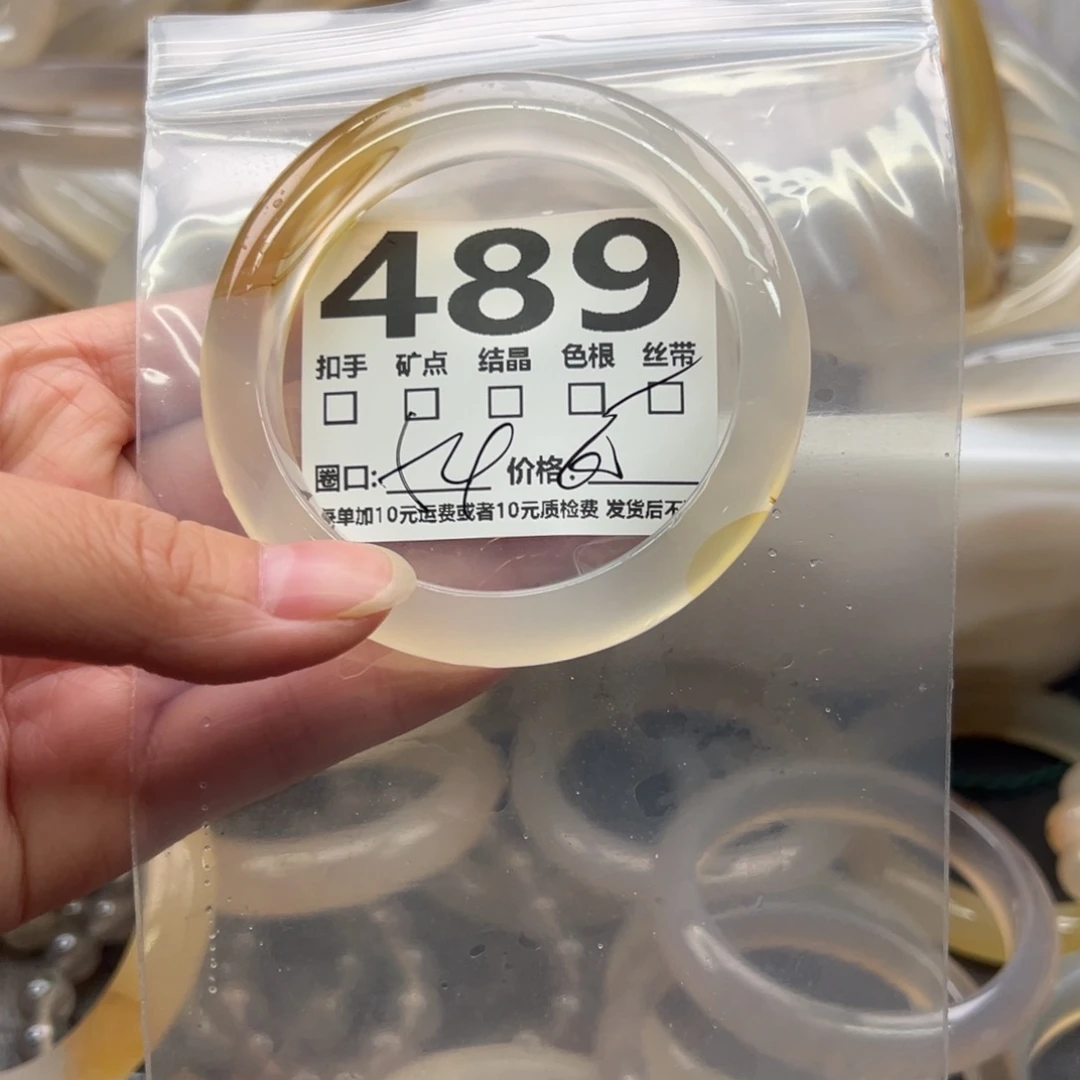 489
扣手 矿点 结晶 色根 丝带
□ □ □ □ □
圈口: 价格:
单加10元运费或者10元质检费 发货后不